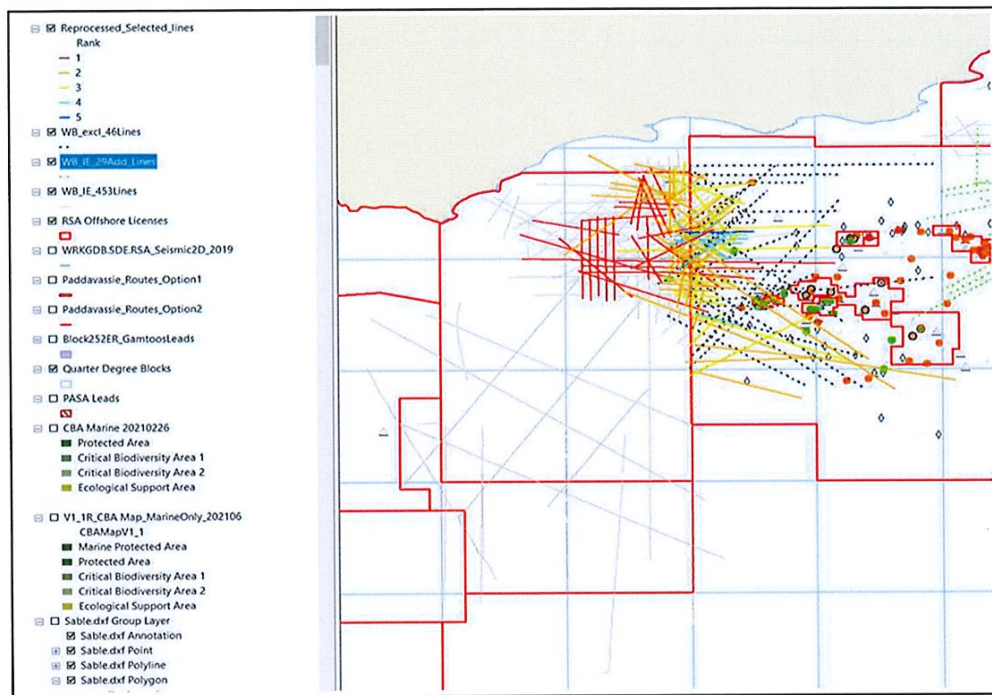 Reprocessed_Selected_lines
Rank
1
2
3
4
5
WB_excl_46Lines
WB_IE_29Add_Lines
WB_IE_453Lines
RSA Offshore Licenses
WRKGDB.SDE.RSA_Seismic2D_2019
Paddavassie_Routes_Option1
Paddavassie_Routes_Option2
Block252ER_GamtoosLeads
Quarter Degree Blocks
PASA Leads
CBA Marine 20210226
Protected Area
Critical Biodiversity Area 1
Critical Biodiversity Area 2
Ecological Support Area
V1_1R_CBA Map_MarineOnly_202106
CBAMapV1_1
Marine Protected Area
Protected Area
Critical Biodiversity Area 1
Critical Biodiversity Area 2
Ecological Support Area
Sable.dxf Group Layer
Sable.dxf Annotation
Sable.dxf Point
Sable.dxf Polyline
Sable.dxf Polygon